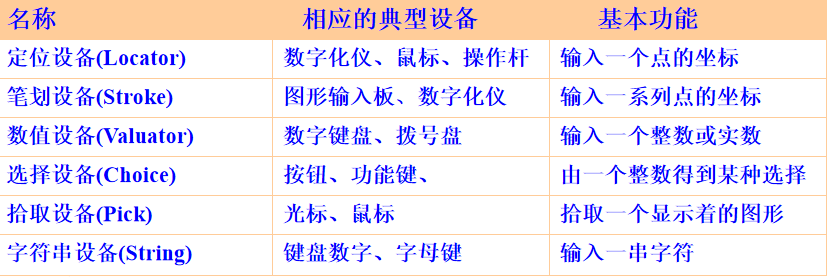 名称 相应的典型设备 基本功能
定位设备(Locator) 数字化仪、鼠标、操作杆 输入一个点的坐标
笔划设备(Stroke) 图形输入板、数字化仪 输入一系列点的坐标
数值设备(Valuator) 数字键盘、拨号盘 输入一个整数或实数
选择设备(Choice) 按钮、功能键、 由一个整数得到某种选择
拾取设备(Pick) 光标、鼠标 拾取一个显示着的图形
字符串设备(String) 键盘数字、字母键 输入一串字符